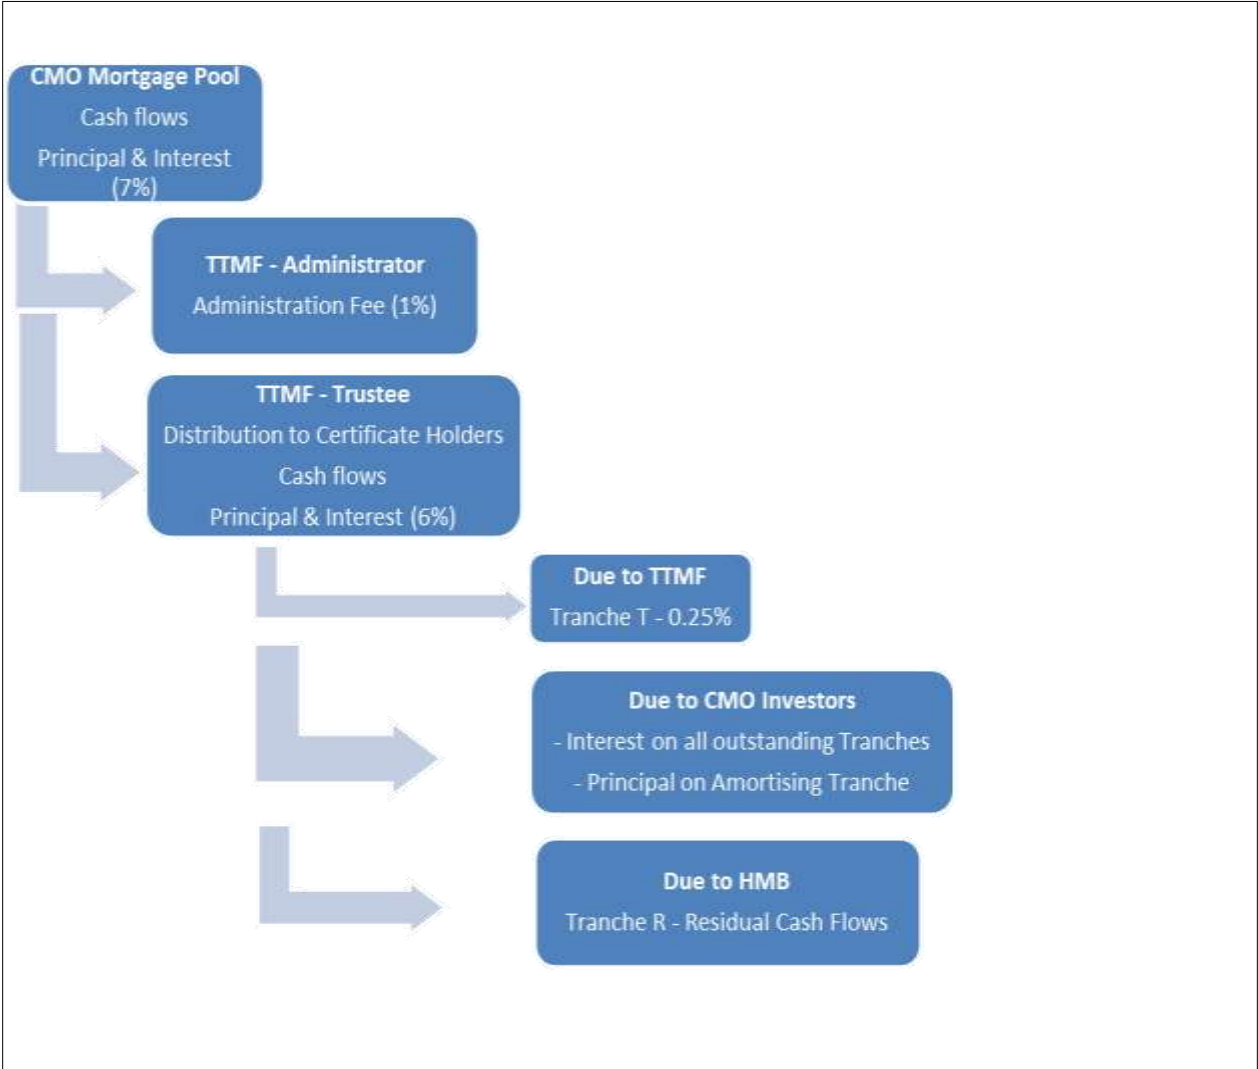 CMO Mortgage Pool
Cash flows
Principal & Interest
(7%)
TTMF - Administrator
Administration Fee (1%)
TTMF - Trustee
Distribution to Certificate Holders
Cash flows
Principal & Interest (6%)
Due to TTMF
Tranche T - 0.25%
Due to CMO Investors
- Interest on all outstanding Tranches
- Principal on Amortising Tranche
Due to HMB
Tranche R - Residual Cash Flows